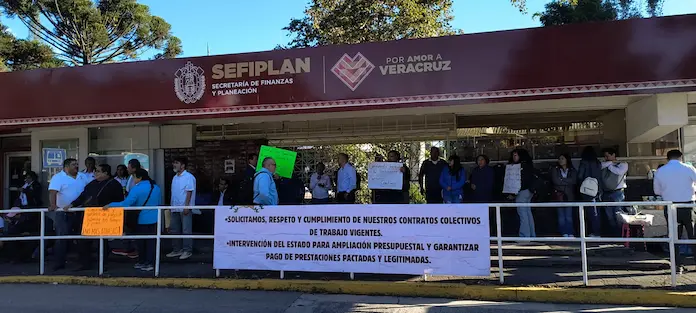 SEFIPLAN
SECRETARÍA DE FINANZAS
Y PLANEACIÓN
POR AMOR A
VERACRUZ
•SOLICITAMOS, RESPETO Y CUMPLIMIENTO DE NUESTROS CONTRATOS COLECTIVOS
DE TRABAJO VIGENTES.
•INTERVENCIÓN DEL ESTADO PARA AMPLIACIÓN PRESUPUESTAL Y GARANTIZAR
PAGO DE PRESTACIONES PACTADAS Y LEGITIMADAS.